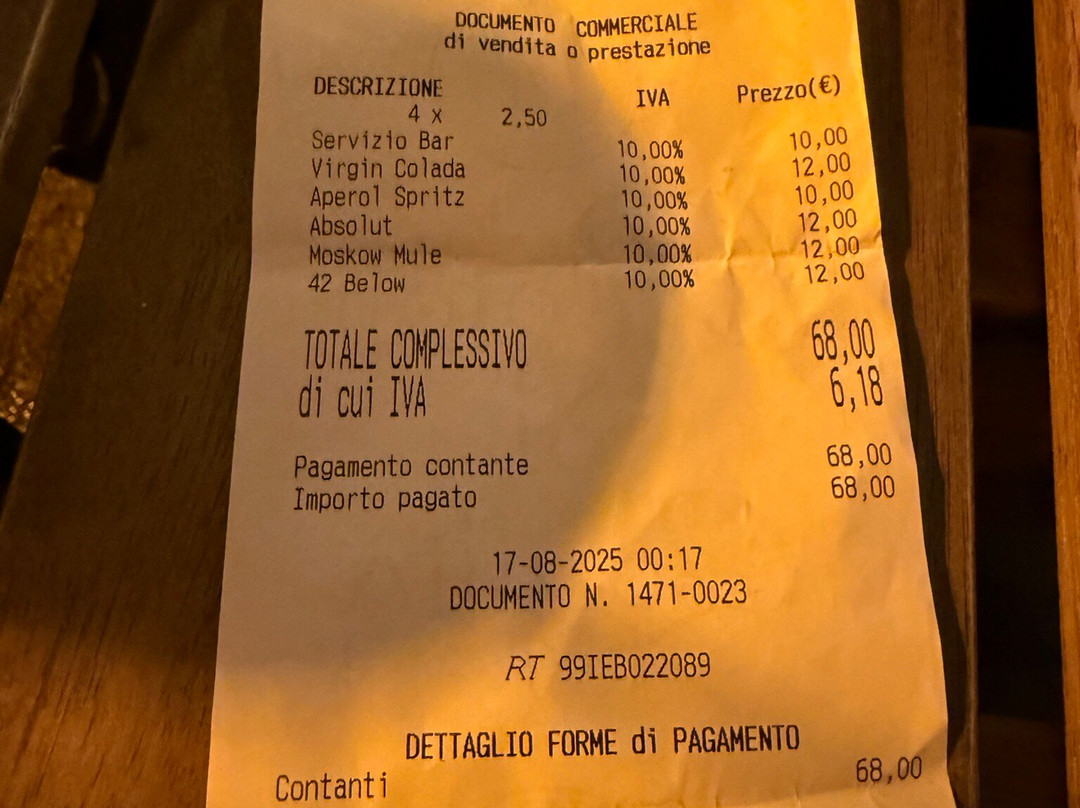 DOCUMENTO COMMERCIALE
di vendita o prestazione
DESCRIZIONE IVA Prezzo(€)
4 x 2,50
Servizio Bar 10,00% 10,00
Virgin Colada 10,00% 12,00
Aperol Spritz 10,00% 10,00
Absolut 10,00% 12,00
Moskow Mule 10,00% 12,00
42 Below 10,00% 12,00
TOTALE COMPLESSIVO 68,00
di cui IVA 6,18
Pagamento contante 68,00
Importo pagato 68,00
17-08-2025 00:17
DOCUMENTO N. 1471-0023
RT 99IEB022089
DETTAGLIO FORME di PAGAMENTO
Contanti 68,00